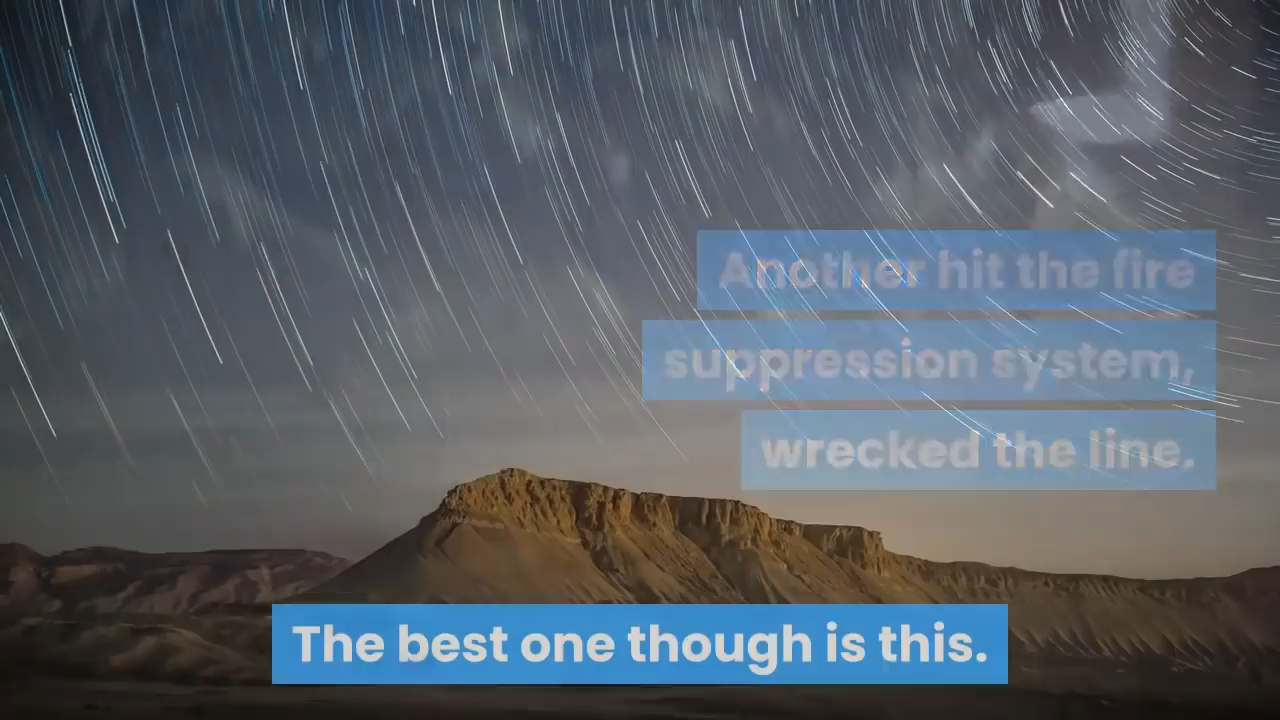 Another hit the fire
suppression system,
wrecked the line.
The best one though is this.